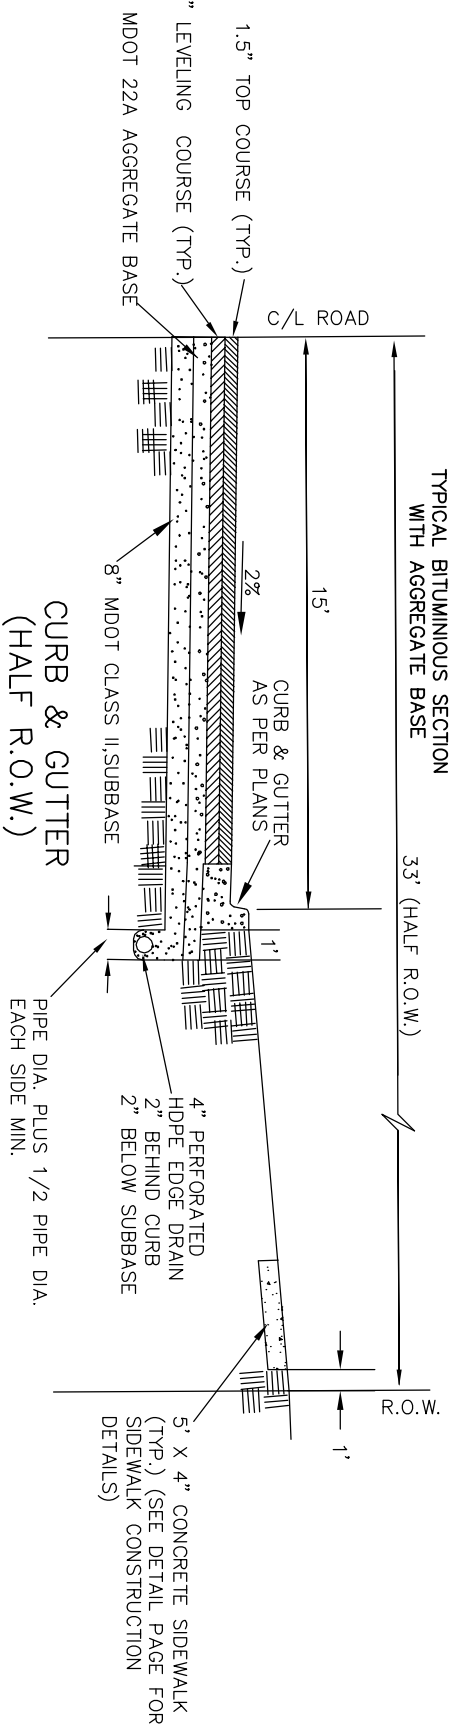 TYPICAL BITUMINIOUS SECTION
WITH AGGREGATE BASE
33' (HALF R.O.W.)
C/L ROAD
R.O.W.
15'
1'
2%
CURB & GUTTER
AS PER PLANS
1'
1.5" TOP COURSE (TYP.)
" LEVELING COURSE (TYP.)
MDOT 22A AGGREGATE BASE
8" MDOT CLASS II,SUBBASE
4" PERFORATED
HDPE EDGE DRAIN
2" BEHIND CURB
2" BELOW SUBBASE
5' X 4" CONCRETE SIDEWALK
(TYP.) (SEE DETAIL PAGE FOR
SIDEWALK CONSTRUCTION
DETAILS)
PIPE DIA. PLUS 1/2 PIPE DIA.
EACH SIDE MIN.
CURB & GUTTER
(HALF R.O.W.)